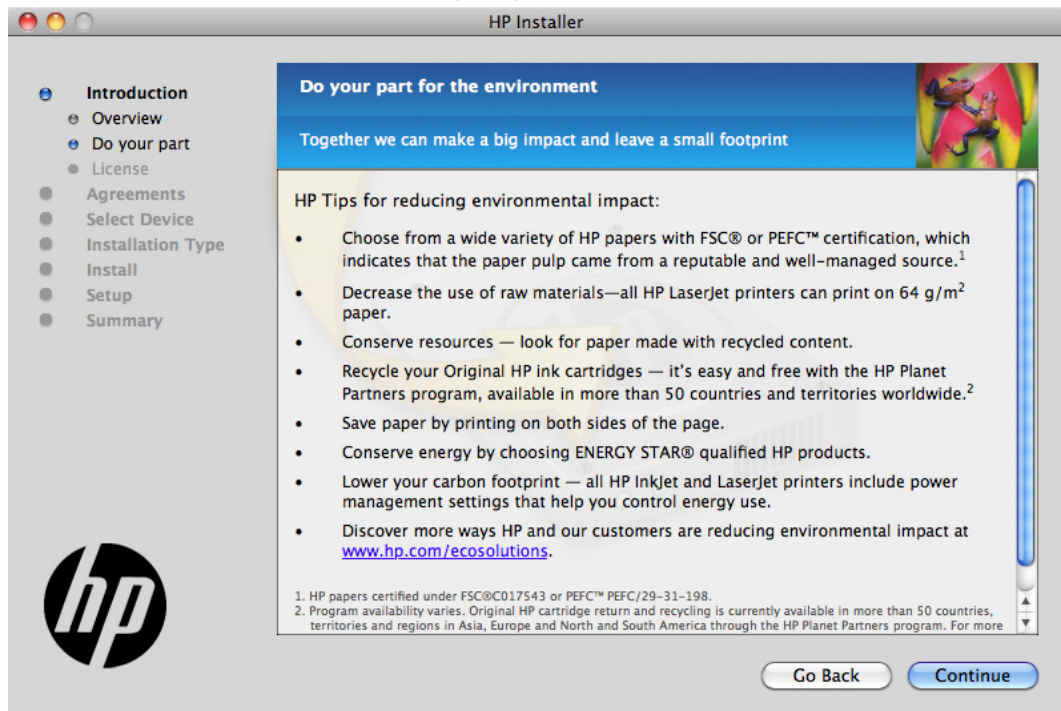 HP Installer
Introduction
Overview
Do your part
License
Agreements
Select Device
Installation Type
Install
Setup
Summary
Do your part for the environment
Together we can make a big impact and leave a small footprint
HP Tips for reducing environmental impact:
• Choose from a wide variety of HP papers with FSC® or PEFC™ certification, which
indicates that the paper pulp came from a reputable and well-managed source.1
• Decrease the use of raw materials—all HP LaserJet printers can print on 64 g/m2
paper.
• Conserve resources — look for paper made with recycled content.
• Recycle your Original HP ink cartridges — it's easy and free with the HP Planet
Partners program, available in more than 50 countries and territories worldwide.2
• Save paper by printing on both sides of the page.
• Conserve energy by choosing ENERGY STAR® qualified HP products.
• Lower your carbon footprint — all HP InkJet and LaserJet printers include power
management settings that help you control energy use.
• Discover more ways HP and our customers are reducing environmental impact at
www.hp.com/ecosolutions.
1. HP papers certified under FSC®C017543 or PEFC™ PEFC/29-31-198.
2. Program availability varies. Original HP cartridge return and recycling is currently available in more than 50 countries,
territories and regions in Asia, Europe and North and South America through the HP Planet Partners program. For more
hp
Go Back
Continue